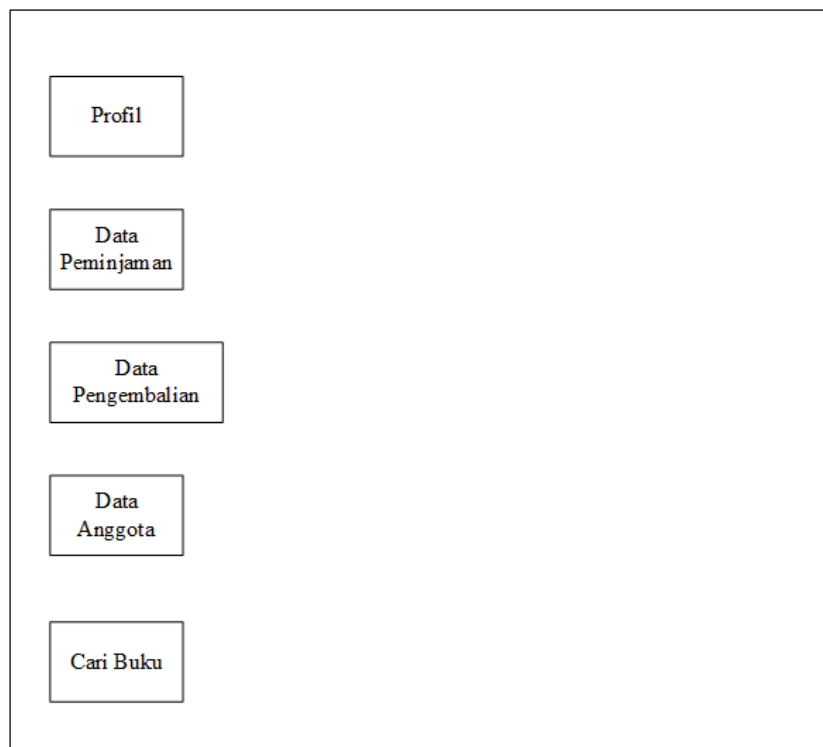 Profil
Data
Peminjaman
Data
Pengembalian
Data
Anggota
Cari Buku